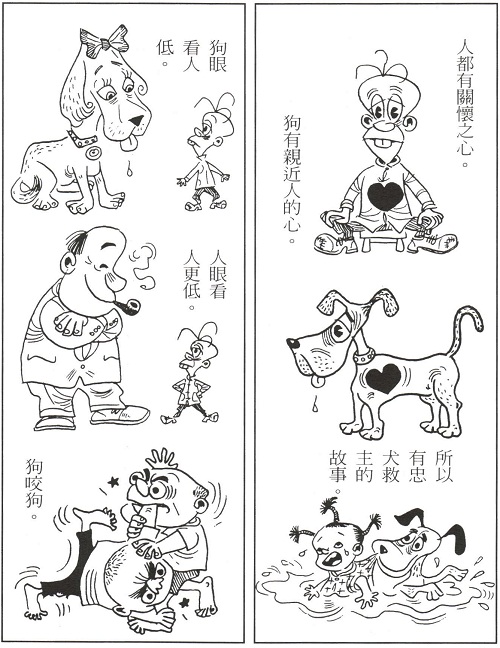 人都有關懷之心。
狗有親近人的心。
所以
有忠
犬救
主的
故事。
狗眼
看人
低。
人眼看
人更低。
狗咬狗。